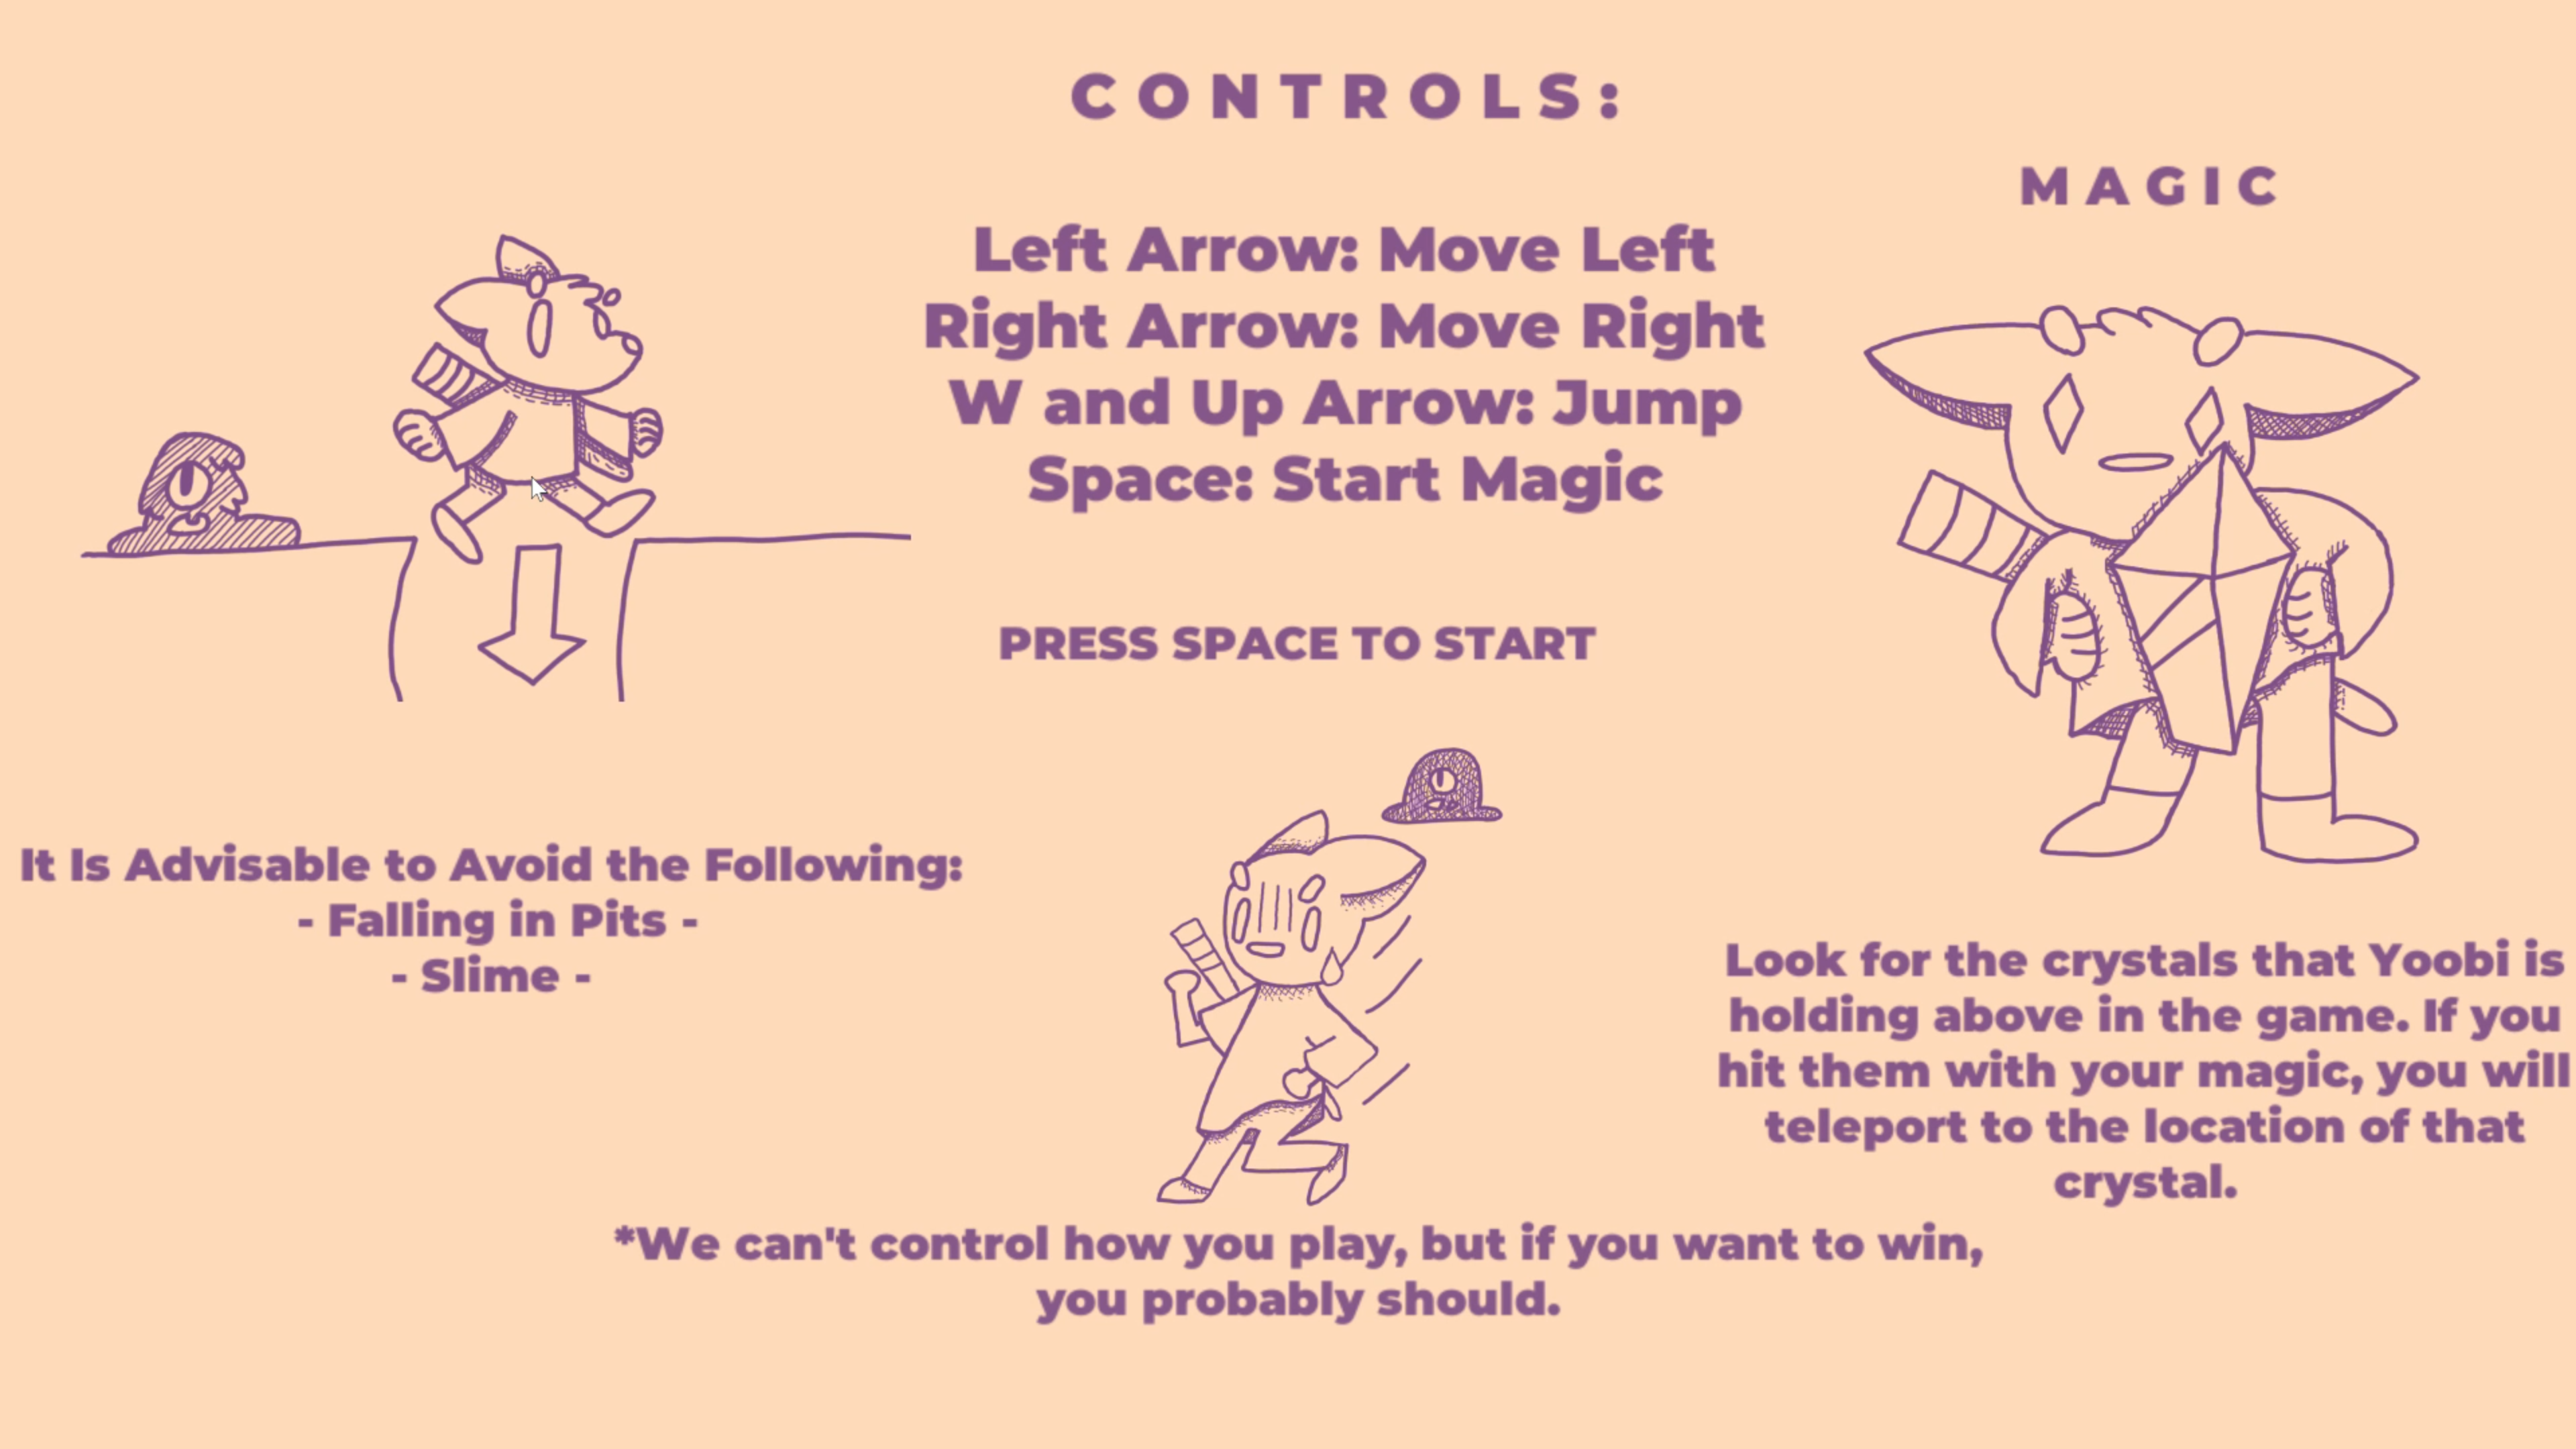 CONTROLS:
Left Arrow: Move Left
Right Arrow: Move Right
W and Up Arrow: Jump
Space: Start Magic
PRESS SPACE TO START
It Is Advisable to Avoid the Following:
- Falling in Pits -
- Slime -
MAGIC
Look for the crystals that Yoobi is
holding above in the game. If you
hit them with your magic, you will
teleport to the location of that
crystal.
*We can't control how you play, but if you want to win,
you probably should.